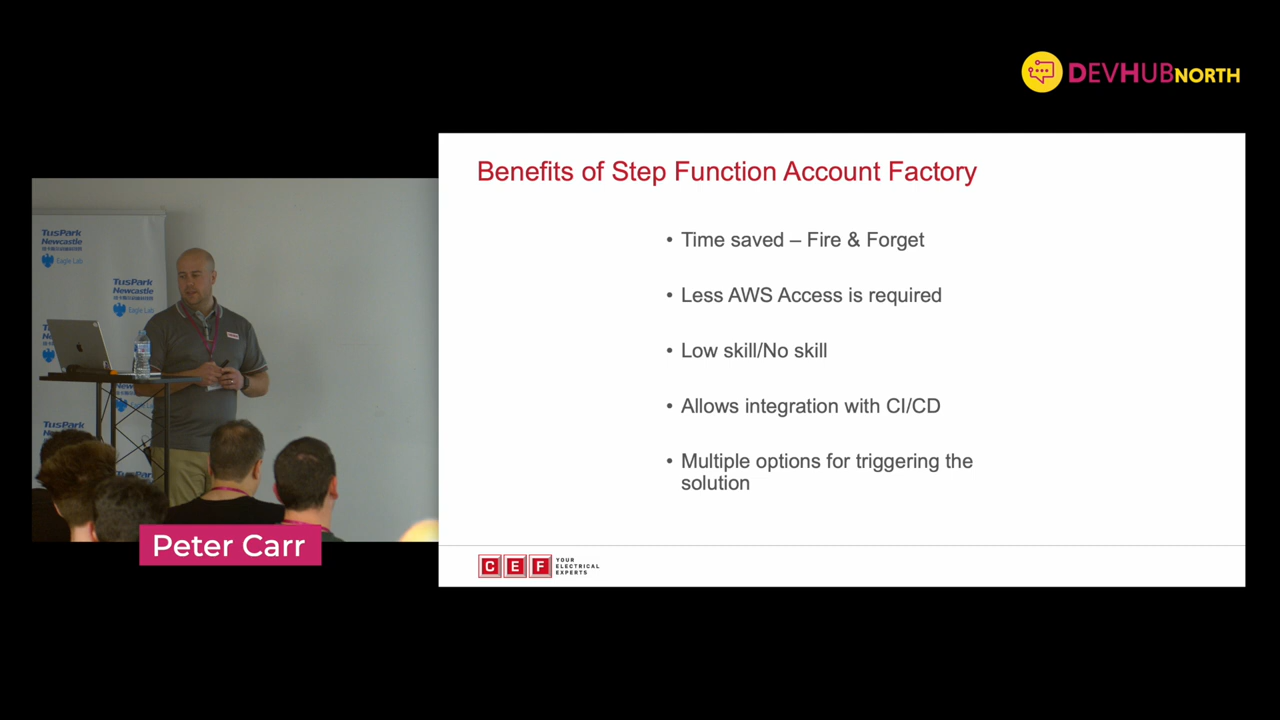 DEVHUBNORTH
Benefits of Step Function Account Factory
• Time saved – Fire & Forget
• Less AWS Access is required
• Low skill/No skill
• Allows integration with CI/CD
• Multiple options for triggering the
solution
CEF YOUR
ELECTRICAL
EXPERTS
TusPark
Newcastle
Eagle Lab
TusPark
Newcastle
Eagle Lab
TusPark
Peter Carr